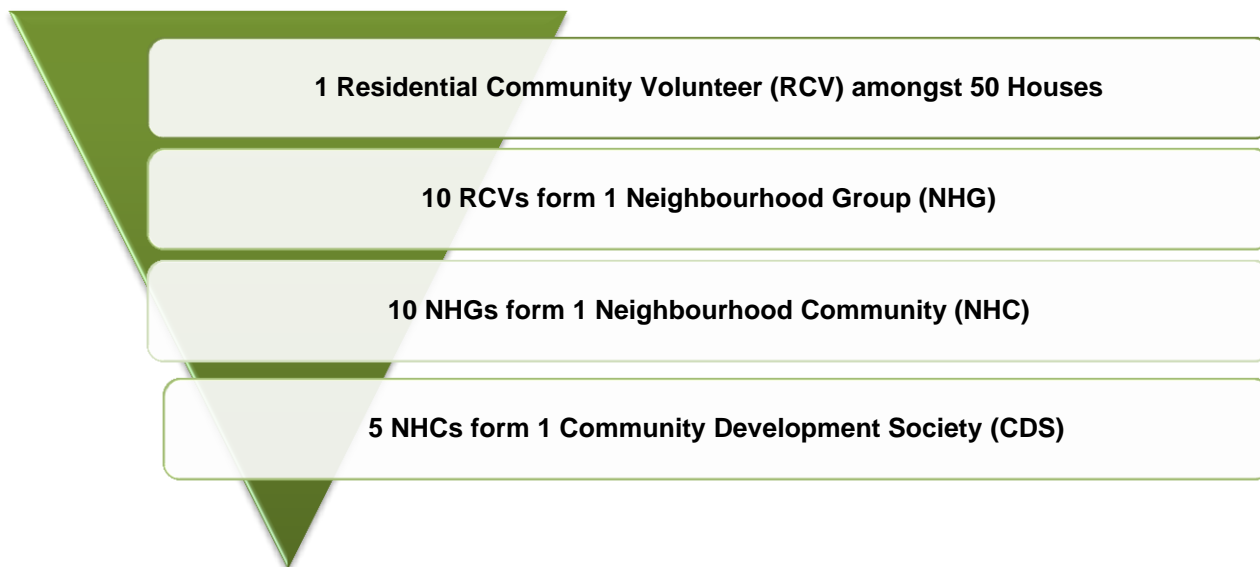 1 Residential Community Volunteer (RCV) amongst 50 Houses
10 RCVs form 1 Neighbourhood Group (NHG)
10 NHGs form 1 Neighbourhood Community (NHC)
5 NHCs form 1 Community Development Society (CDS)